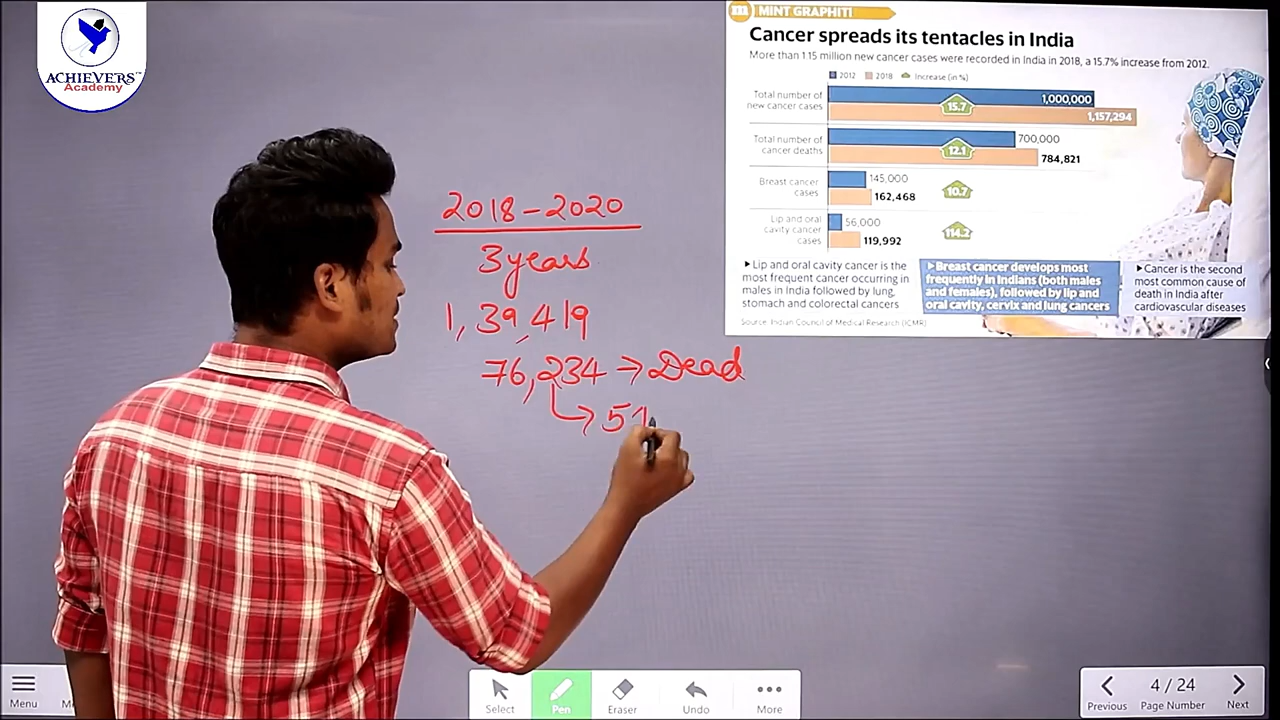 ACHIEVERS™
Academy
MINT GRAPHITI
Cancer spreads its tentacles in India
More than 1.15 million new cancer cases were recorded in India in 2018, a 15.7% increase from 2012.
2012 2018 Increase (in %)
Total number of
new cancer cases
1,000,000
15.7
1,157,294
Total number of
cancer deaths
700,000
12.1
784,821
Breast cancer
cases
145,000
162,468
10.7
Lip and oral
cavity cancer
cases
56,000
119,992
114.2
▸Lip and oral cavity cancer is the
most frequent cancer occurring in
males in India followed by lung,
stomach and colorectal cancers
▸Breast cancer develops most
frequently in Indians (both males
and females), followed by lip and
oral cavity, cervix and lung cancers
▸Cancer is the second
most common cause of
death in India after
cardiovascular diseases
Source: Indian Council of Medical Research (ICMR)
2018-2020
3 years
1,39,419
76,234 → Dead
→ 51
Menu
Select
Pen
Eraser
Undo
More
Previous
4 / 24
Page Number
Next